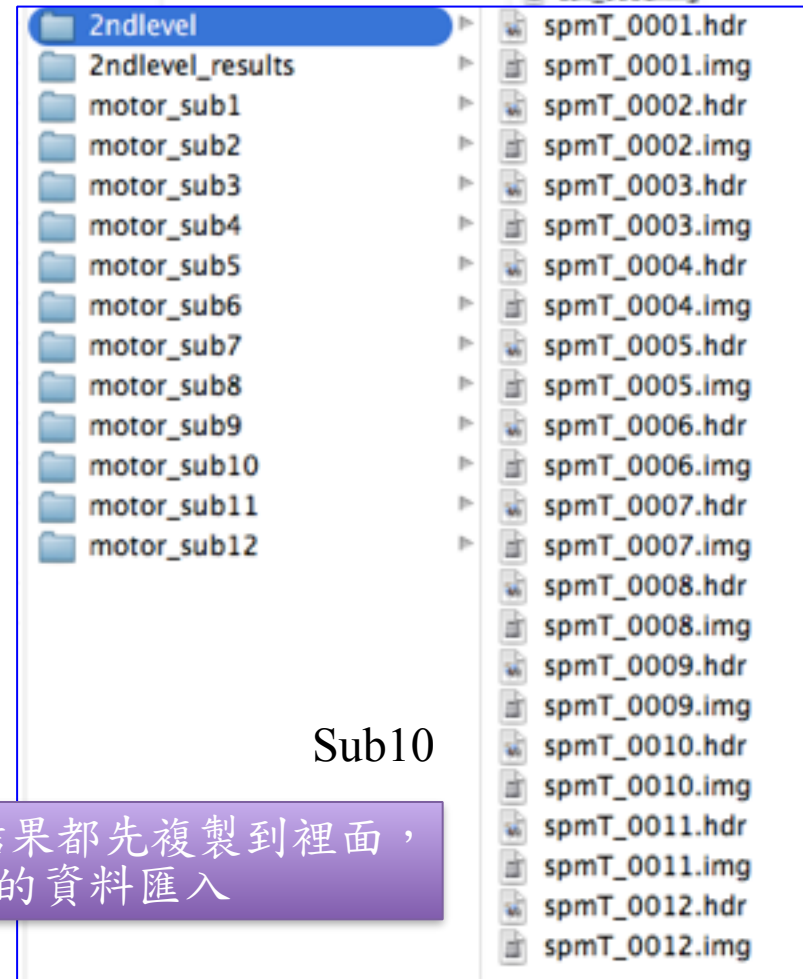 2ndlevel
2ndlevel_results
motor_sub1
motor_sub2
motor_sub3
motor_sub4
motor_sub5
motor_sub6
motor_sub7
motor_sub8
motor_sub9
motor_sub10
motor_sub11
motor_sub12
spmT_0001.hdr
spmT_0001.img
spmT_0002.hdr
spmT_0002.img
spmT_0003.hdr
spmT_0003.img
spmT_0004.hdr
spmT_0004.img
spmT_0005.hdr
spmT_0005.img
spmT_0006.hdr
spmT_0006.img
spmT_0007.hdr
spmT_0007.img
spmT_0008.hdr
spmT_0008.img
spmT_0009.hdr
spmT_0009.img
spmT_0010.hdr
spmT_0010.img
spmT_0011.hdr
spmT_0011.img
spmT_0012.hdr
spmT_0012.img
Sub10
果都先複製到裡面，
的資料匯入